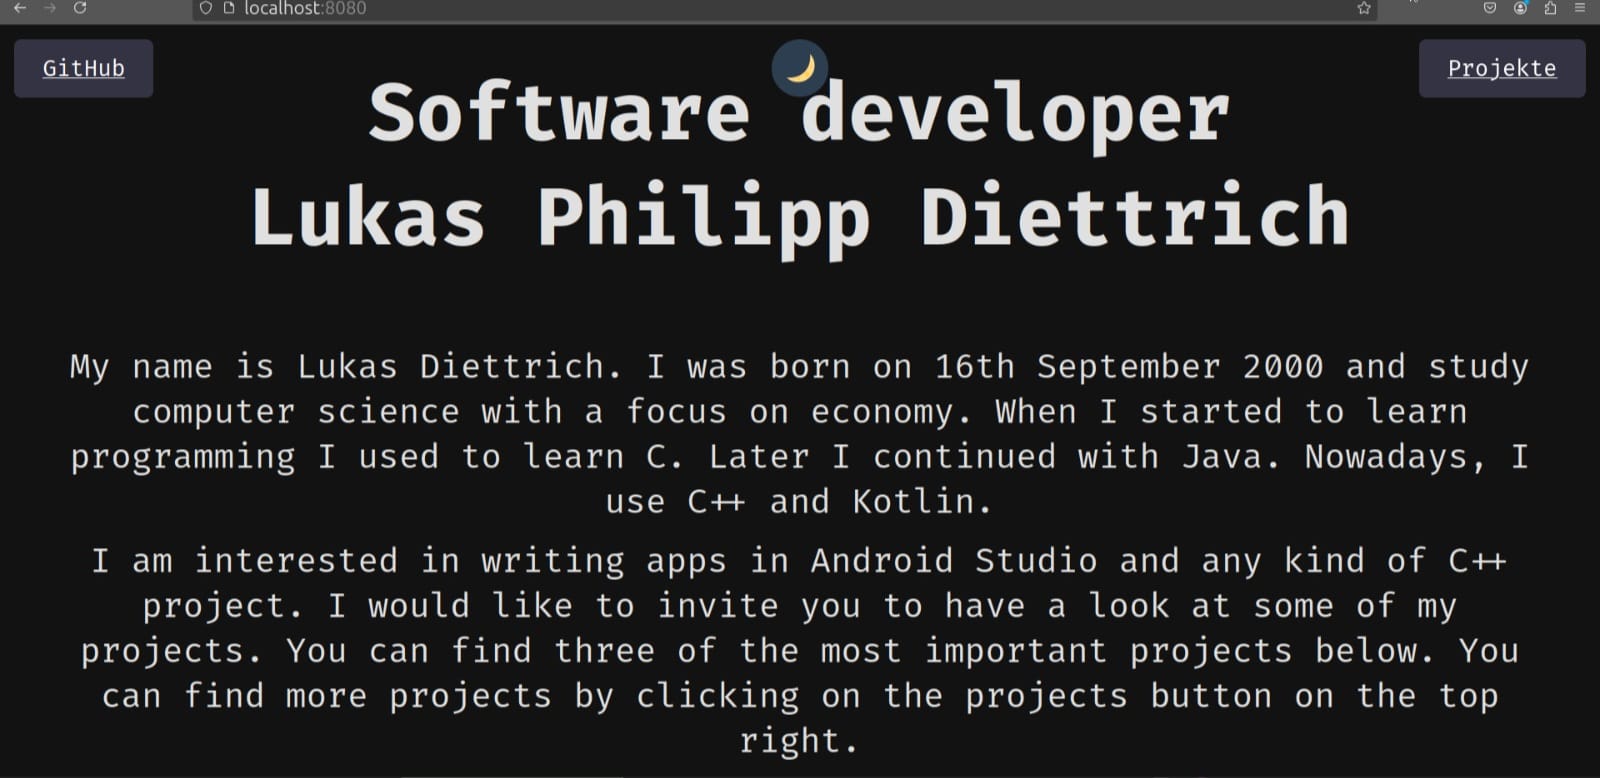 localhost:8080
GitHub
Projekte
Software developer
Lukas Philipp Diettrich
My name is Lukas Diettrich. I was born on 16th September 2000 and study
computer science with a focus on economy. When I started to learn
programming I used to learn C. Later I continued with Java. Nowadays, I
use C++ and Kotlin.
I am interested in writing apps in Android Studio and any kind of C++
project. I would like to invite you to have a look at some of my
projects. You can find three of the most important projects below. You
can find more projects by clicking on the projects button on the top
right.